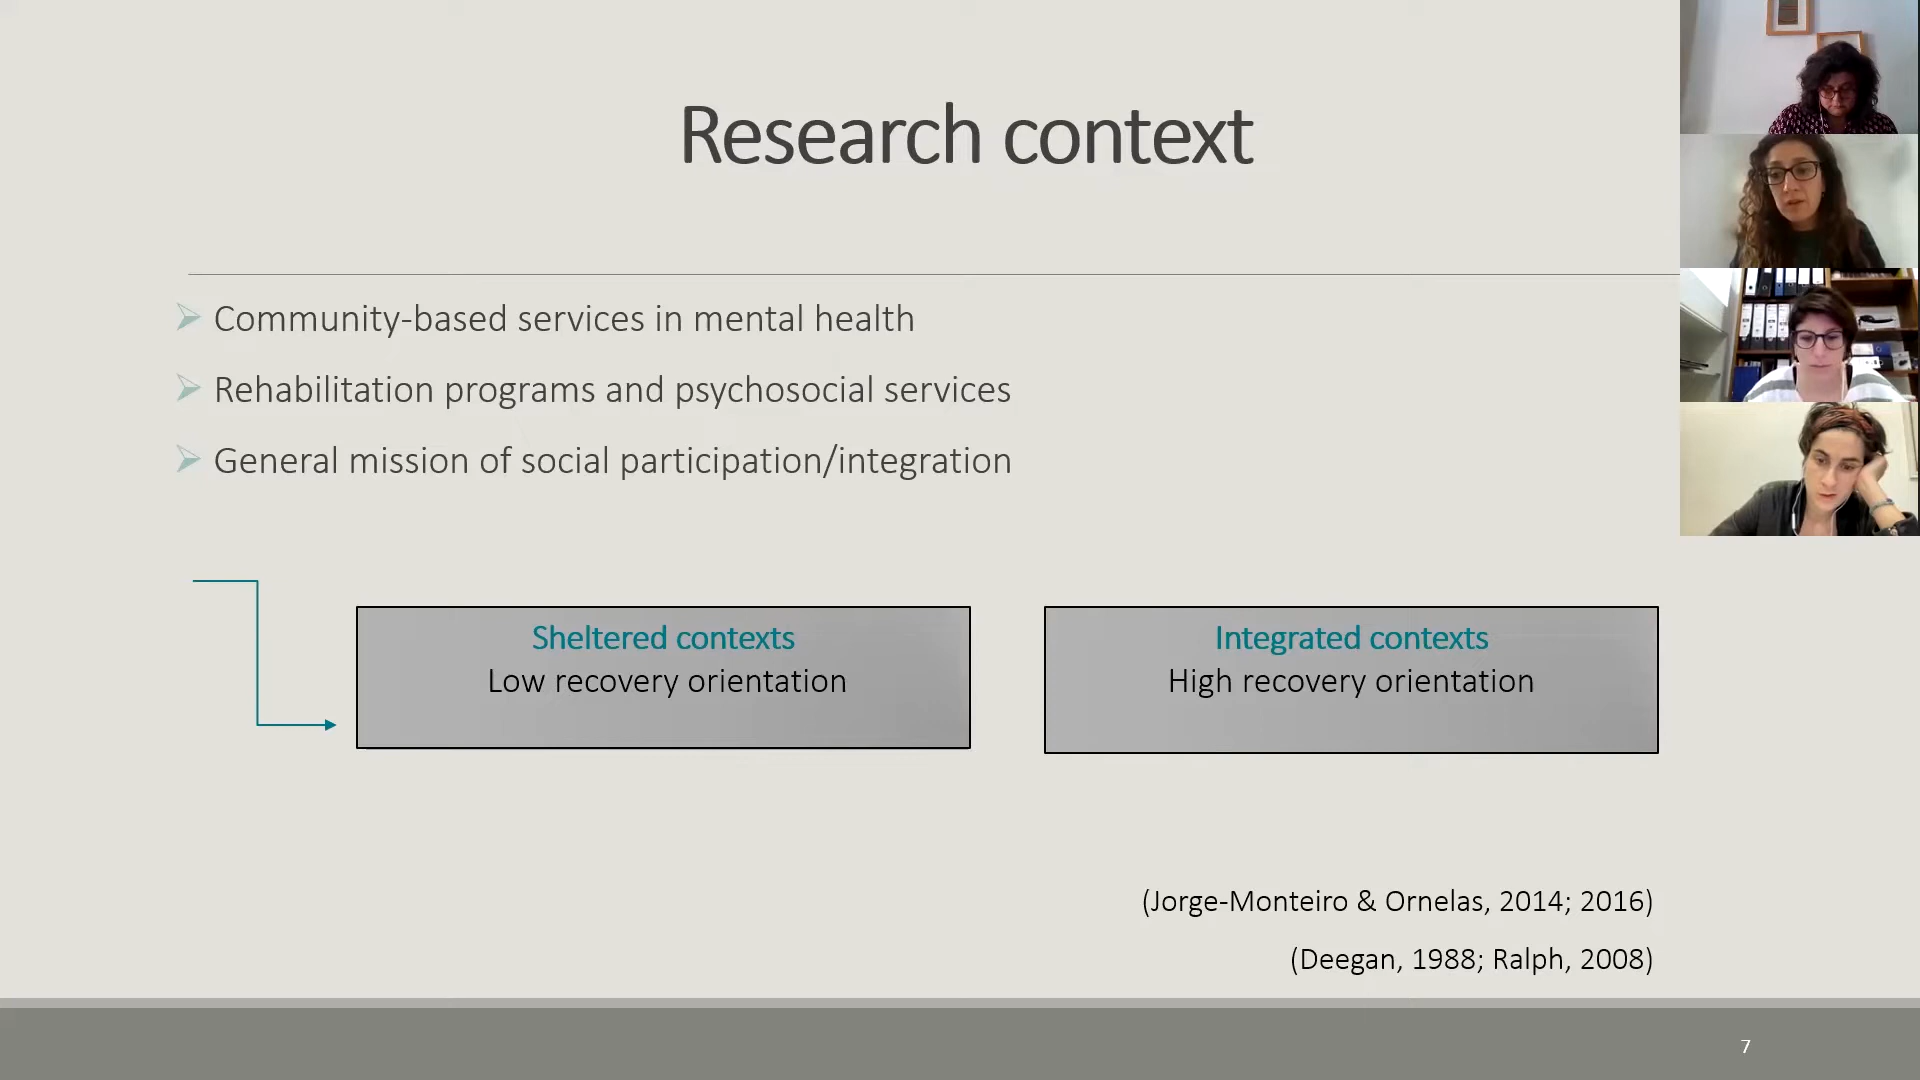 Research context
Community-based services in mental health
Rehabilitation programs and psychosocial services
General mission of social participation/integration
Sheltered contexts
Low recovery orientation
Integrated contexts
High recovery orientation
(Jorge-Monteiro & Ornelas, 2014; 2016)
(Deegan, 1988; Ralph, 2008)
7